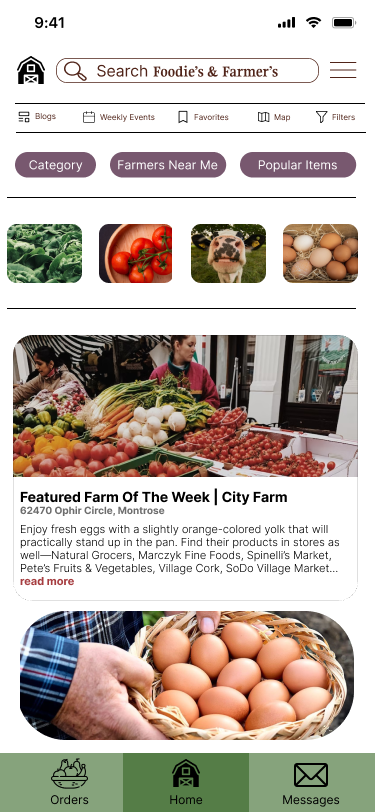 9:41
Search Foodie's & Farmer's
Blogs
Weekly Events
Favorites
Map
Filters
Category
Farmers Near Me
Popular Items
Featured Farm Of The Week | City Farm
62470 Ophir Circle, Montrose
Enjoy fresh eggs with a slightly orange-colored yolk that will
practically stand up in the pan. Find their products in stores as
well—Natural Grocers, Marczyk Fine Foods, Spinelli's Market,
Pete's Fruits & Vegetables, Village Cork, SoDo Village Market...
read more
Orders
Home
Messages